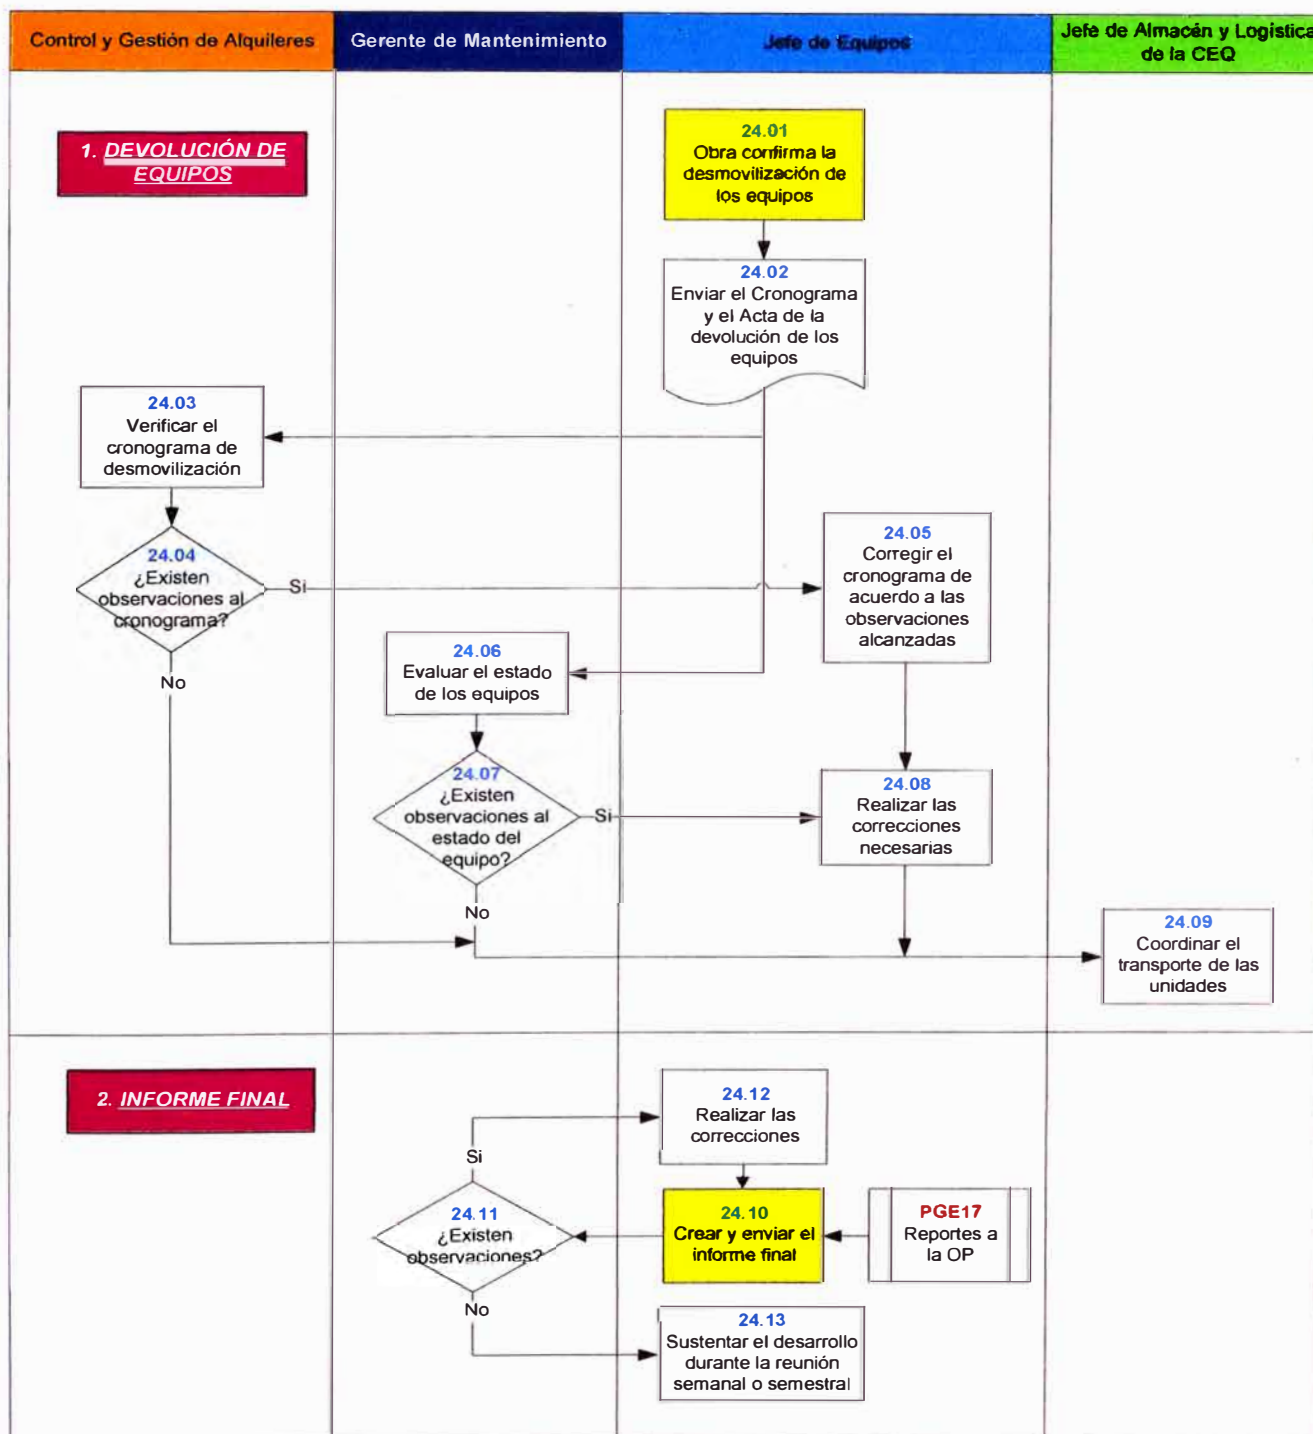 Control y Gestión de Alquileres
Gerente de Mantenimiento
Jefe de Equipos
Jefe de Almacén y Logística
de la CEQ
1. DEVOLUCIÓN DE
EQUIPOS
24.01
Obra confirma la
desmovilización de
los equipos
24.02
Enviar el Cronograma
y el Acta de la
devolución de los
equipos
24.03
Verificar el
cronograma de
desmovilización
24.04
¿Existen
observaciones al
cronograma?
Si
No
24.05
Corregir el
cronograma de
acuerdo a las
observaciones
alcanzadas
24.06
Evaluar el estado
de los equipos
24.07
¿Existen
observaciones al
estado del
equipo?
Si
No
24.08
Realizar las
correcciones
necesarias
24.09
Coordinar el
transporte de las
unidades
2. INFORME FINAL
24.12
Realizar las
correcciones
Si
24.11
¿Existen
observaciones?
No
24.10
Crear y enviar el
informe final
PGE17
Reportes a
la OP
24.13
Sustentar el desarrollo
durante la reunión
semanal o semestral